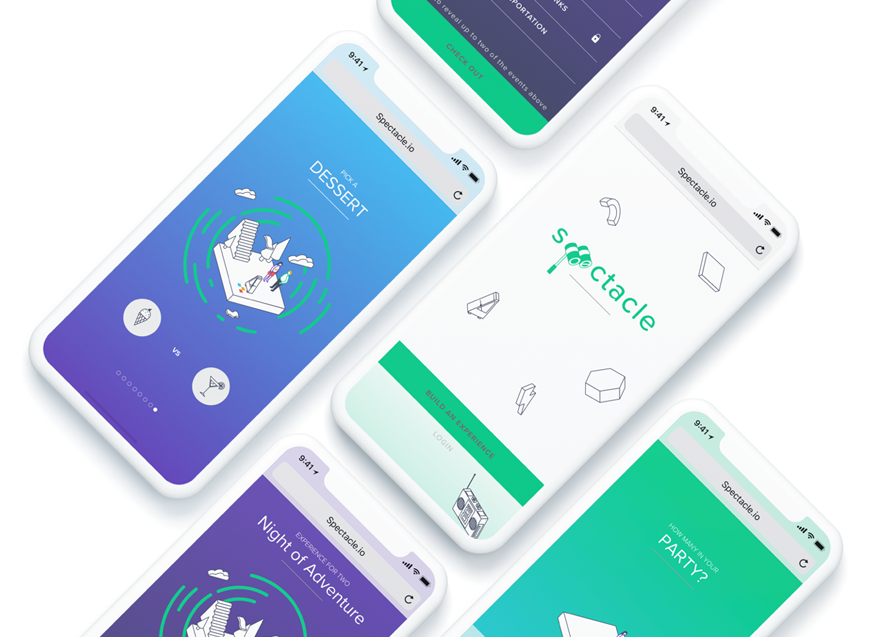 NKS
PORTATION
to reveal up to two of the events above
CHECK OUT
9:41
Spectacle.io
PICK A
DESSERT
VS
9:41
Spectacle.io
spectacle
BUILD AN EXPERIENCE
LOGIN
9:41
Spectacle.io
EXPERIENCE FOR TWO
Night of Adventure
9:41
Spectacle.io
HOW MANY IN YOUR
PARTY?